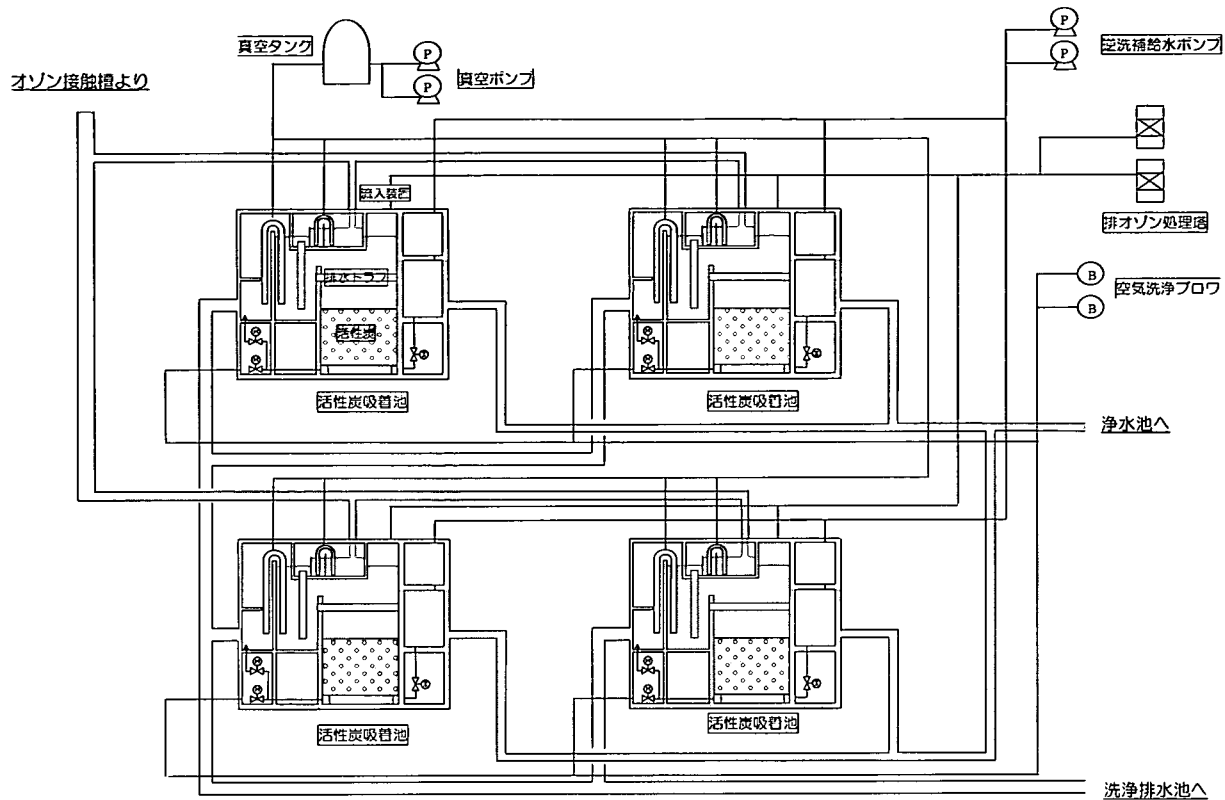 真空タンク
P
P
真空ポンプ
P
P
逆洗補給水ポンプ
オゾン接触槽より
流入装置
排オゾン処理塔
排水トラフ
活性炭
M
M
M
M
B
B
空気洗浄ブロワ
活性炭吸着池
活性炭吸着池
浄水池へ
M
M
M
M
活性炭吸着池
活性炭吸着池
洗浄排水池へ